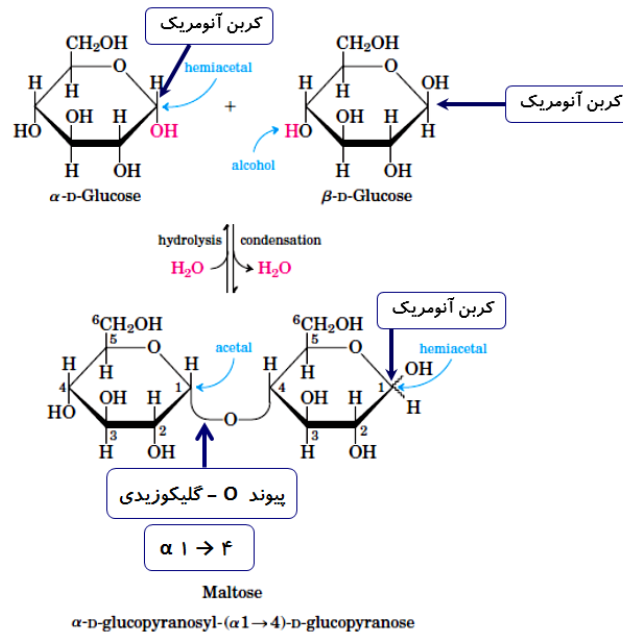 کربن آنومریک
CH₂OH
O
H
hemiacetal
H
H
OH
H
HO
OH
H
OH
α-D-Glucose
+
CH₂OH
O
OH
H
H
OH
H
HO
H
H
OH
alcohol
β-D-Glucose
کربن آنومریک
hydrolysis
condensation
H₂O
H₂O
کربن آنومریک
⁶CH₂OH
5
O
H
acetal
H
H
4
1
OH
H
HO
3
2
H
OH
O
⁶CH₂OH
5
O
hemiacetal
H
OH
H
4
1
OH
H
H
3
2
H
OH
پیوند O – گلیکوزیدی
α ۱ → ۴
Maltose
α-D-glucopyranosyl-(α1→4)-D-glucopyranose